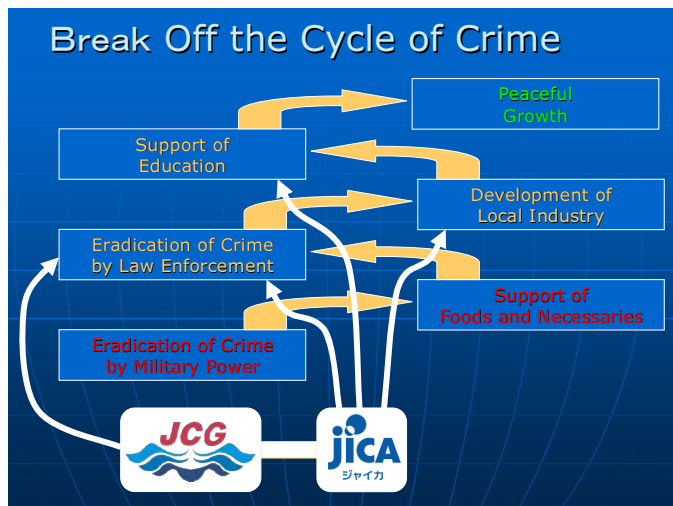 Break Off the Cycle of Crime
Peaceful
Growth
Support of
Education
Development of
Local Industry
Eradication of Crime
by Law Enforcement
Support of
Foods and Necessaries
Eradication of Crime
by Military Power
JCG
jICA
ジャイカ